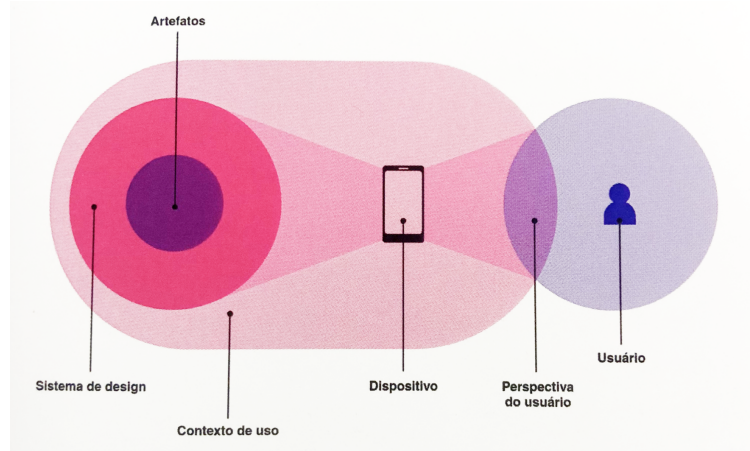 Artefatos
Usuário
Sistema de design
Dispositivo
Perspectiva
do usuário
Contexto de uso